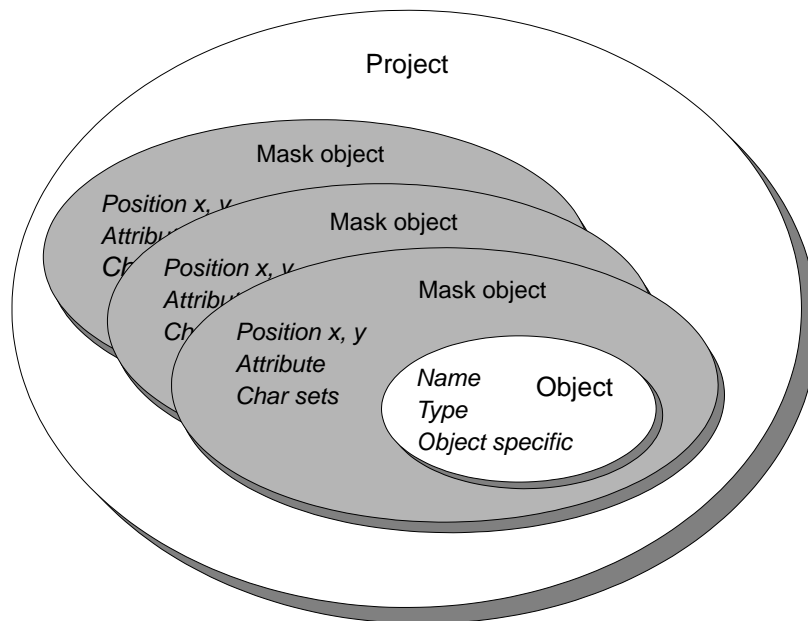 Project
Mask object
Position x, y
Mask object
Position x, y
Mask object
Position x, y
Attribute
Char sets
Name
Object
Type
Object specific